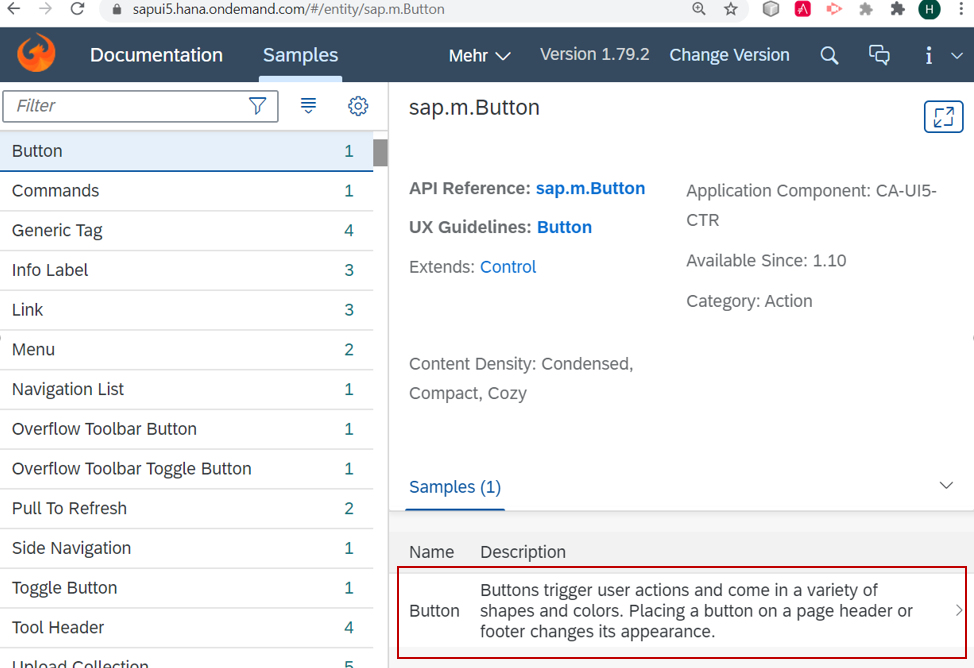 sapui5.hana.ondemand.com/#/entity/sap.m.Button
H
Documentation
Samples
Mehr
Version 1.79.2
Change Version
Filter
Button 1
Commands 1
Generic Tag 4
Info Label 3
Link 3
Menu 2
Navigation List 1
Overflow Toolbar Button 1
Overflow Toolbar Toggle Button 1
Pull To Refresh 2
Side Navigation 1
Toggle Button 1
Tool Header 4
Upload Collection 5
sap.m.Button
API Reference: sap.m.Button
UX Guidelines: Button
Extends: Control
Application Component: CA-UI5-
CTR
Available Since: 1.10
Category: Action
Content Density: Condensed,
Compact, Cozy
Samples (1)
Name Description
Button
Buttons trigger user actions and come in a variety of
shapes and colors. Placing a button on a page header or
footer changes its appearance.